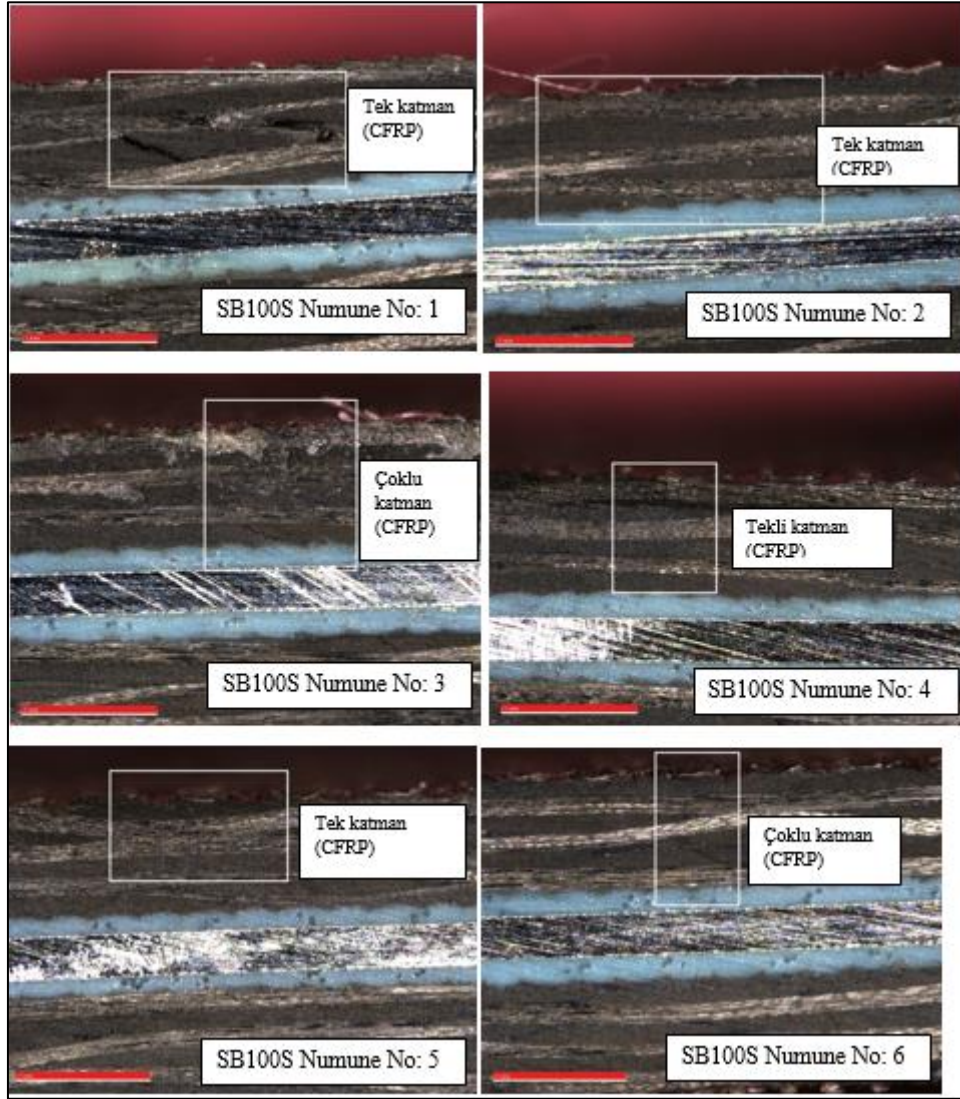 Tek katman
(CFRP)
SB100S Numune No: 1
Tek katman
(CFRP)
SB100S Numune No: 2
Çoklu
katman
(CFRP)
SB100S Numune No: 3
Tekli katman
(CFRP)
SB100S Numune No: 4
Tek katman
(CFRP)
SB100S Numune No: 5
Çoklu katman
(CFRP)
SB100S Numune No: 6